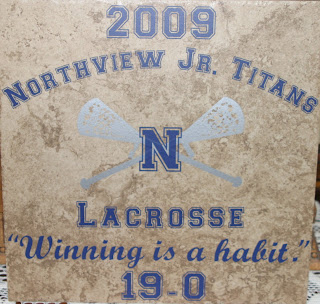 2009
Northview Jr. Titans
N
Lacrosse
“Winning is a habit.”
19-0